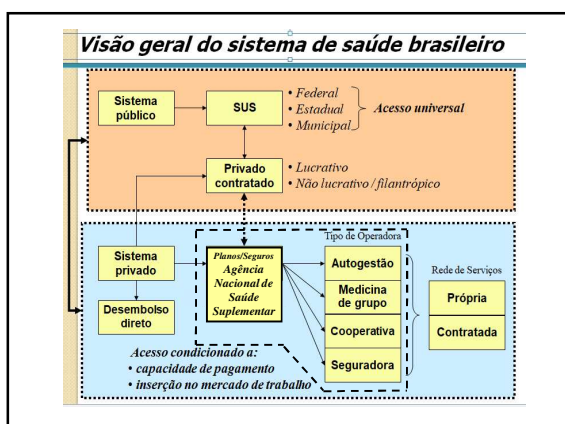 Visão geral do sistema de saúde brasileiro
Sistema
público
SUS
• Federal
• Estadual
• Municipal
Acesso universal
Privado
contratado
• Lucrativo
• Não lucrativo / filantrópico
Sistema
privado
Desembolso
direto
Planos/Seguros
Agência
Nacional de
Saúde
Suplementar
Tipo de Operadora
Autogestão
Medicina
de grupo
Cooperativa
Seguradora
Rede de Serviços
Própria
Contratada
Acesso condicionado a:
• capacidade de pagamento
• inserção no mercado de trabalho